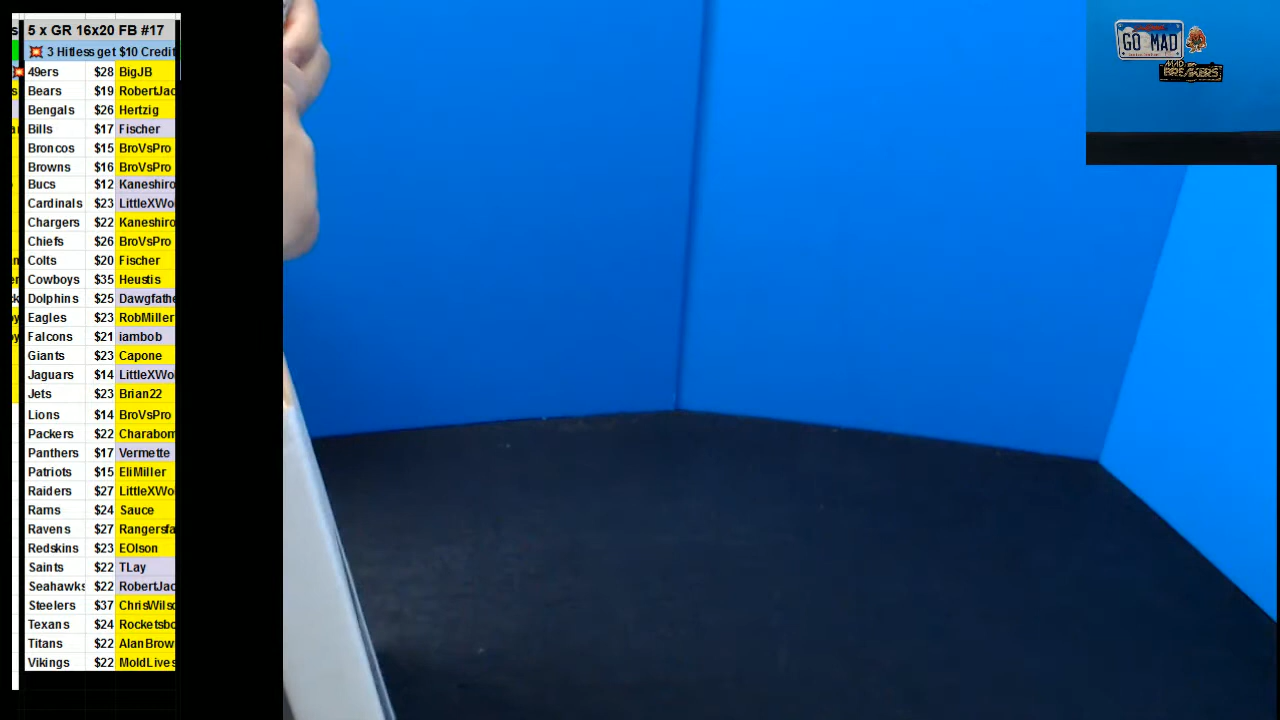 5 x GR 16x20 FB #17
3 Hitless get $10 Credit
49ers $28 BigJB
Bears $19 RobertJac
Bengals $26 Hertzig
Bills $17 Fischer
Broncos $15 BroVsPro
Browns $16 BroVsPro
Bucs $12 Kaneshiro
Cardinals $23 LittleXWo
Chargers $22 Kaneshiro
Chiefs $26 BroVsPro
Colts $20 Fischer
Cowboys $35 Heustis
Dolphins $25 Dawgfathe
Eagles $23 RobMiller
Falcons $21 iambob
Giants $23 Capone
Jaguars $14 LittleXWo
Jets $23 Brian22
Lions $14 BroVsPro
Packers $22 Charabom
Panthers $17 Vermette
Patriots $15 EliMiller
Raiders $27 LittleXWo
Rams $24 Sauce
Ravens $27 Rangersfa
Redskins $23 EOlson
Saints $22 TLay
Seahawks $22 RobertJac
Steelers $37 ChrisWilso
Texans $24 Rocketsbo
Titans $22 AlanBrow
Vikings $22 MoldLives
GO MAD
MAD
BREAKERS